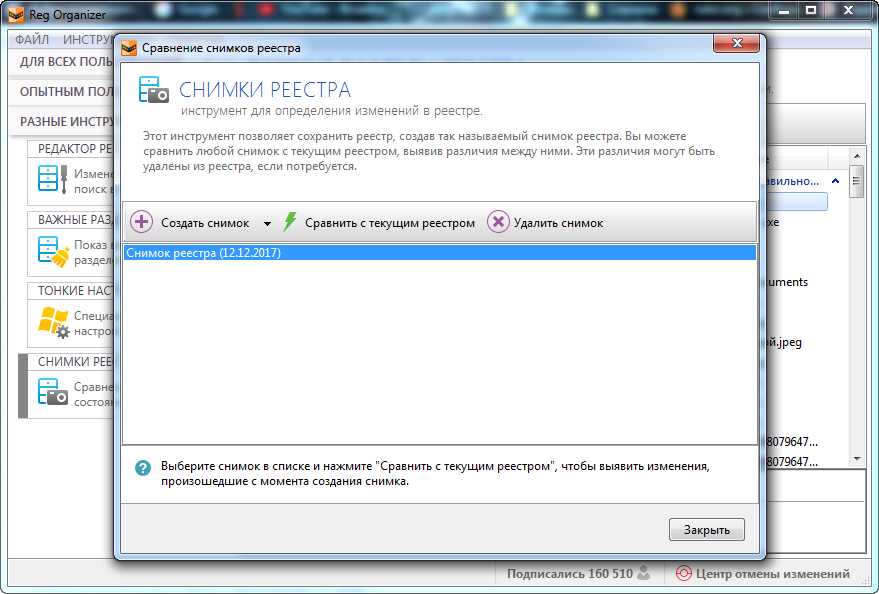 Reg Organizer
ФАЙЛ
Сравнение снимков реестра
СНИМКИ РЕЕСТРА
инструмент для определения изменений в реестре.
Этот инструмент позволяет сохранить реестр, создав так называемый снимок реестра. Вы можете
сравнить любой снимок с текущим реестром, выявив различия между ними. Эти различия могут быть
удалены из реестра, если потребуется.
Создать снимок
Сравнить с текущим реестром
Удалить снимок
Снимок реестра (12.12.2017)
Выберите снимок в списке и нажмите "Сравнить с текущим реестром", чтобы выявить изменения,
произошедшие с момента создания снимка.
Закрыть
ДЛЯ ВСЕХ ПОЛЬ
ОПЫТНЫМ ПОЛ
РАЗНЫЕ ИНСТРУ
РЕДАКТОР РЕ
Измене
поиск в
ВАЖНЫЕ РАЗ
Показ в
раздел
ТОНКИЕ НАС
Специа
настро
СНИМКИ РЕЕ
Сравне
состоя
авильно...
xe
uments
ой.jpeg
8079647...
8079647...
Подписались 160 510
Центр отмены изменений